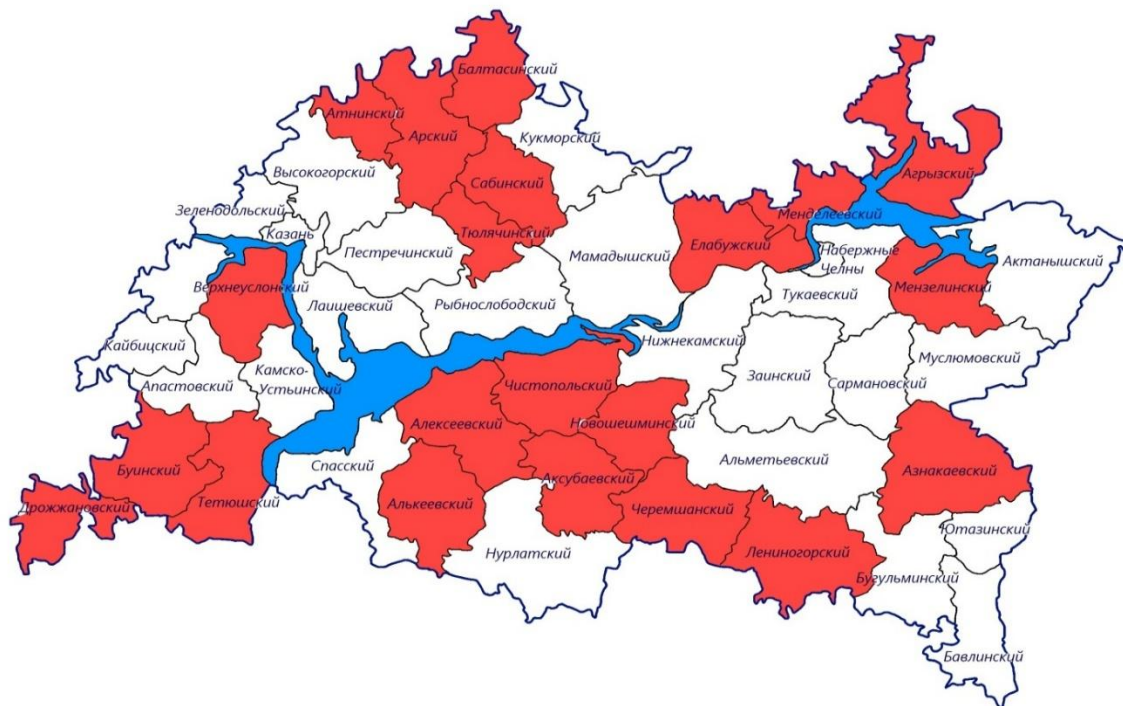 Балтасинский
Атнинский
Арский
Кукморский
Высокогорский
Сабинский
Агрызский
Зеленодольский
Казань
Тюлячинский
Менделеевский
Пестречинский
Мамадышский
Елабужский
Набержные
Челны
Актанышский
Верхнеуслонский
Лаишевский
Рыбнослободский
Тукаевский
Мензелинский
Кайбицский
Нижнекамский
Апастовский
Камско-
Устьинский
Чистопольский
Заинский
Сармановский
Муслюмовский
Алексеевский
Новошешминский
Буинский
Спасский
Альметьевский
Азнакаевский
Аксубаевский
Дрожжановский
Тетюшский
Алькеевский
Черемшанский
Ютазинский
Нурлатский
Лениногорский
Бугульминский
Бавлинский